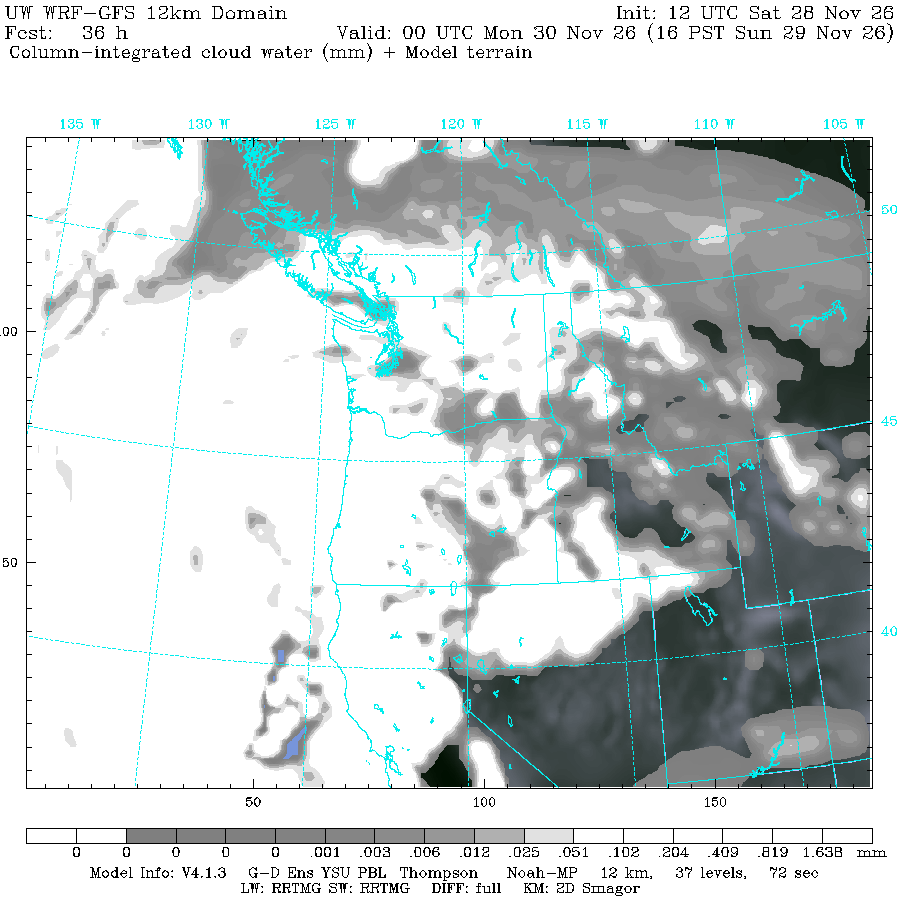 UW WRF-GFS 12km Domain Init: 12 UTC Sat 28 Nov 26
Fcst: 36 h Valid: 00 UTC Mon 30 Nov 26 (16 PST Sun 29 Nov 26)
Column-integrated cloud water (mm) + Model terrain
135 W 130 W 125 W 120 W 115 W 110 W 105 W
50
00
45
50
40
50 100 150
0 0 0 0 .001 .003 .006 .012 .025 .051 .102 .204 .409 .819 1.638 mm
Model Info: V4.1.3 G-D Ens YSU PBL Thompson Noah-MP 12 km, 37 levels, 72 sec
LW: RRTMG SW: RRTMG DIFF: full KM: 2D Smagor